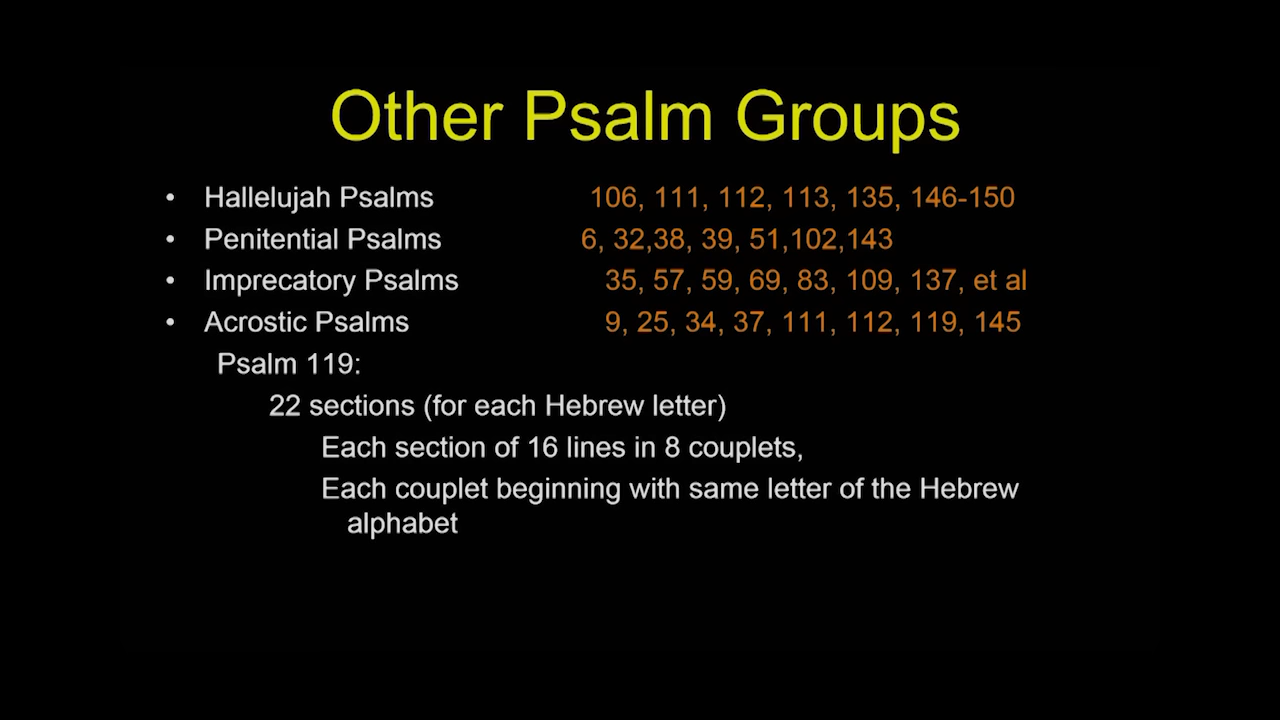 Other Psalm Groups
• Hallelujah Psalms 106, 111, 112, 113, 135, 146-150
• Penitential Psalms 6, 32,38, 39, 51,102,143
• Imprecatory Psalms 35, 57, 59, 69, 83, 109, 137, et al
• Acrostic Psalms 9, 25, 34, 37, 111, 112, 119, 145
Psalm 119:
22 sections (for each Hebrew letter)
Each section of 16 lines in 8 couplets,
Each couplet beginning with same letter of the Hebrew
alphabet